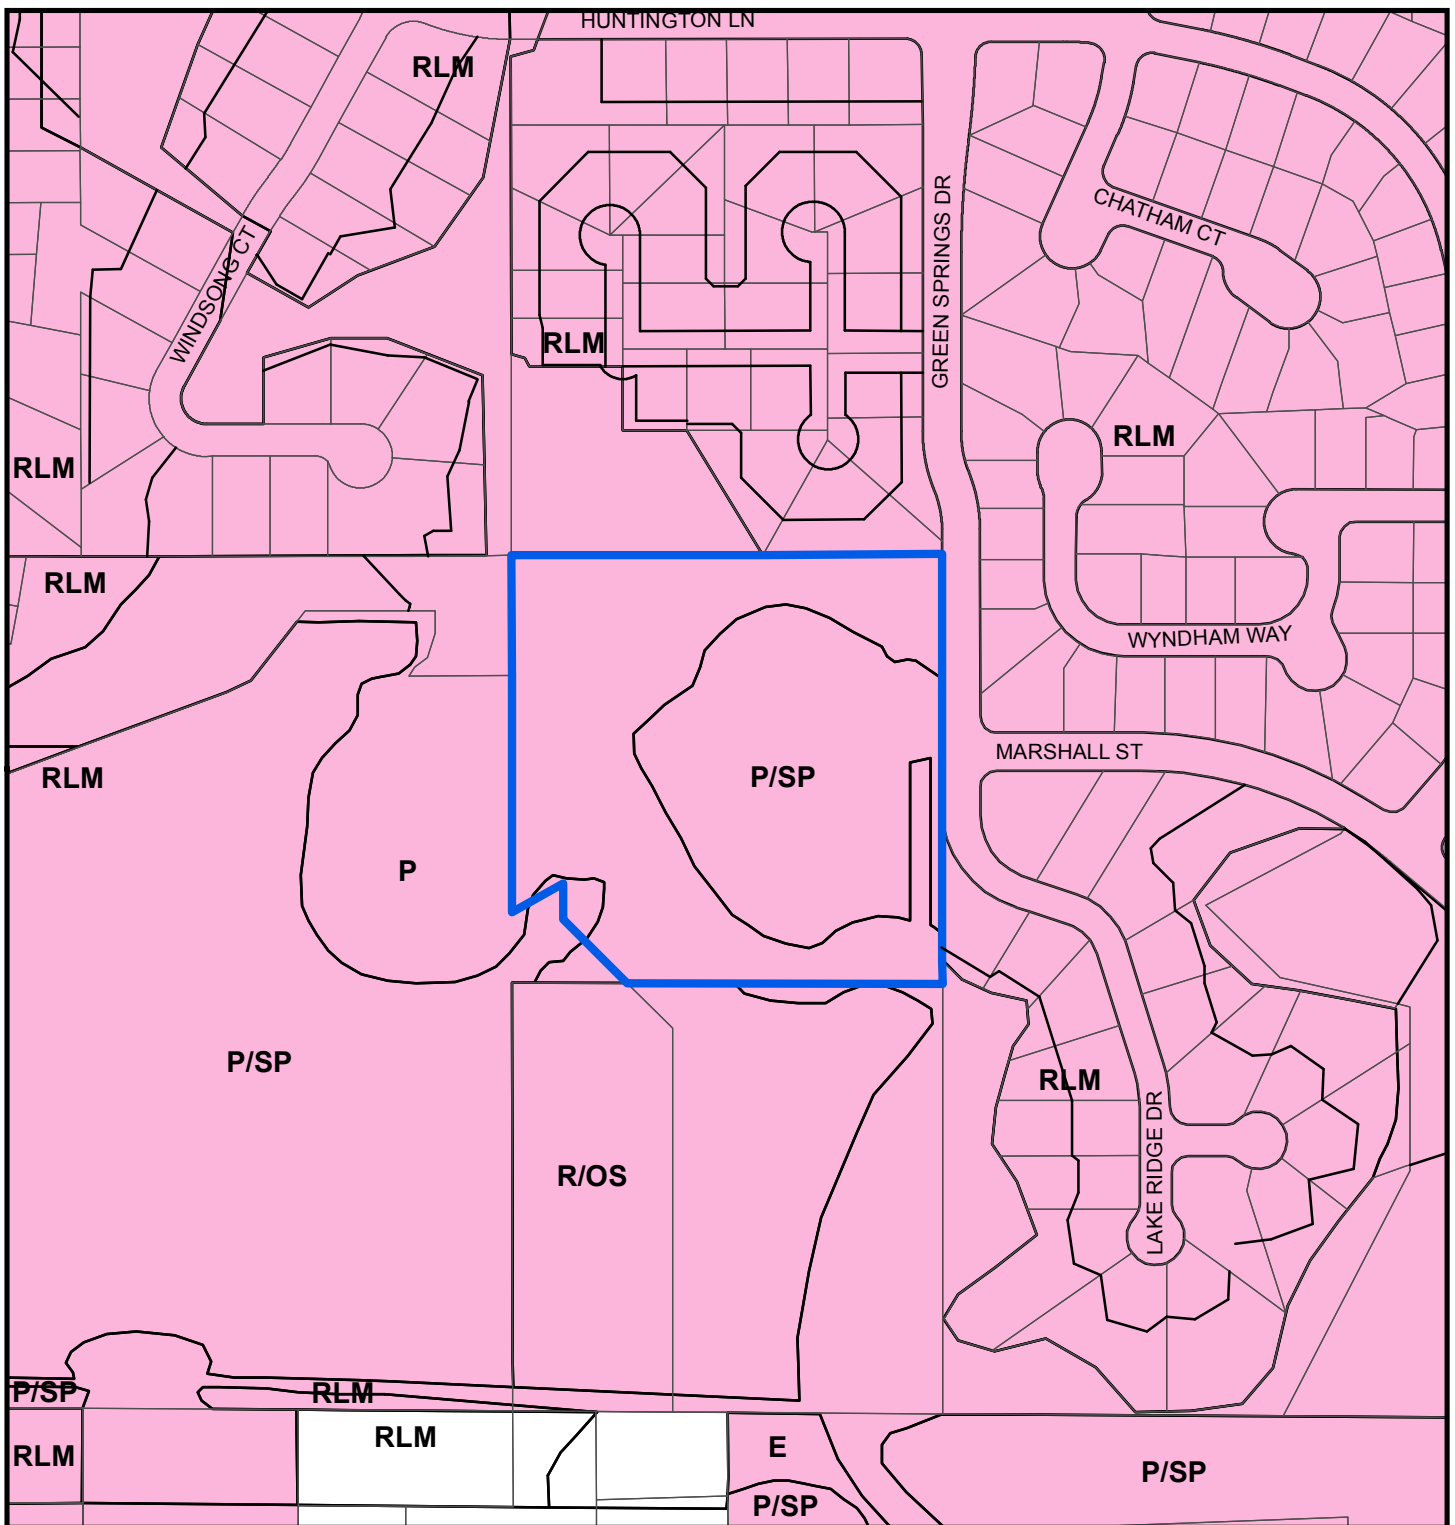 HUNTINGTON LN
RLM
CHATHAM CT
WINDSONG CT
GREEN SPRINGS DR
RLM
RLM
RLM
RLM
WYNDHAM WAY
MARSHALL ST
RLM
P/SP
P
P/SP
RLM
LAKE RIDGE DR
R/OS
P/SP
RLM
RLM
E
RLM
P/SP
P/SP